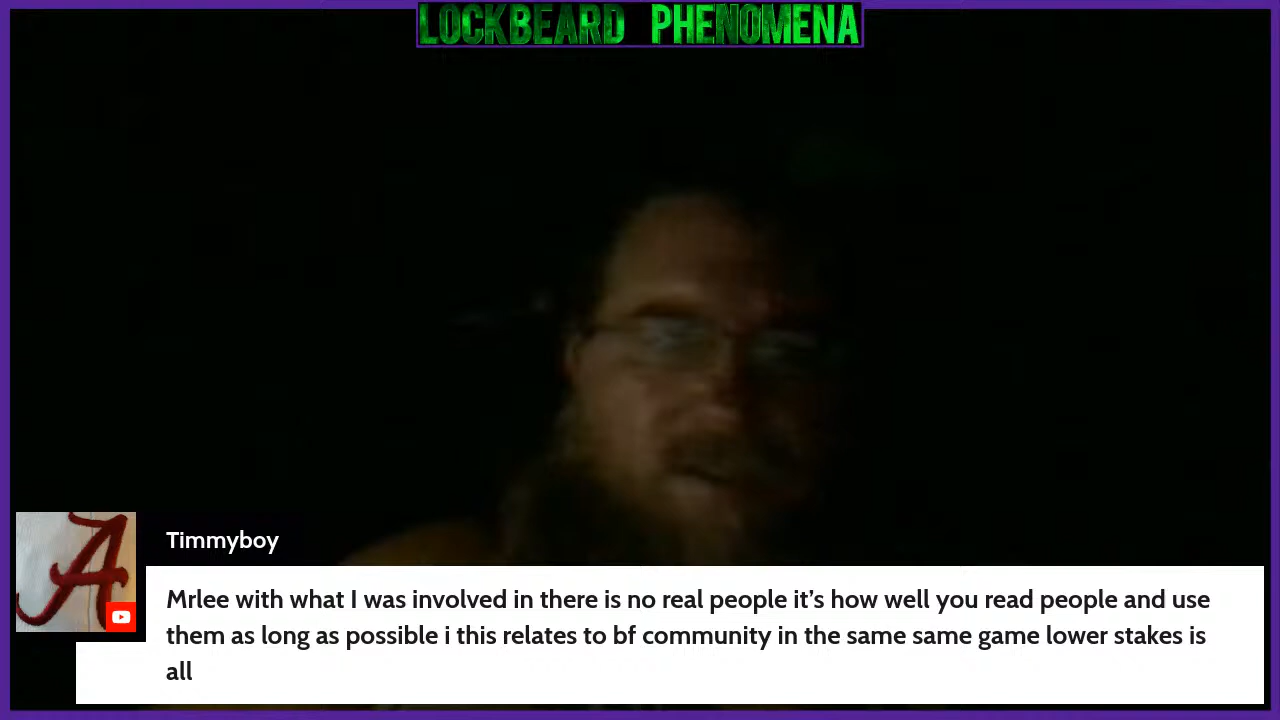 LOCKBEARD PHENOMENA
A
Timmyboy
Mrlee with what I was involved in there is no real people it’s how well you read people and use
them as long as possible i this relates to bf community in the same same game lower stakes is
all